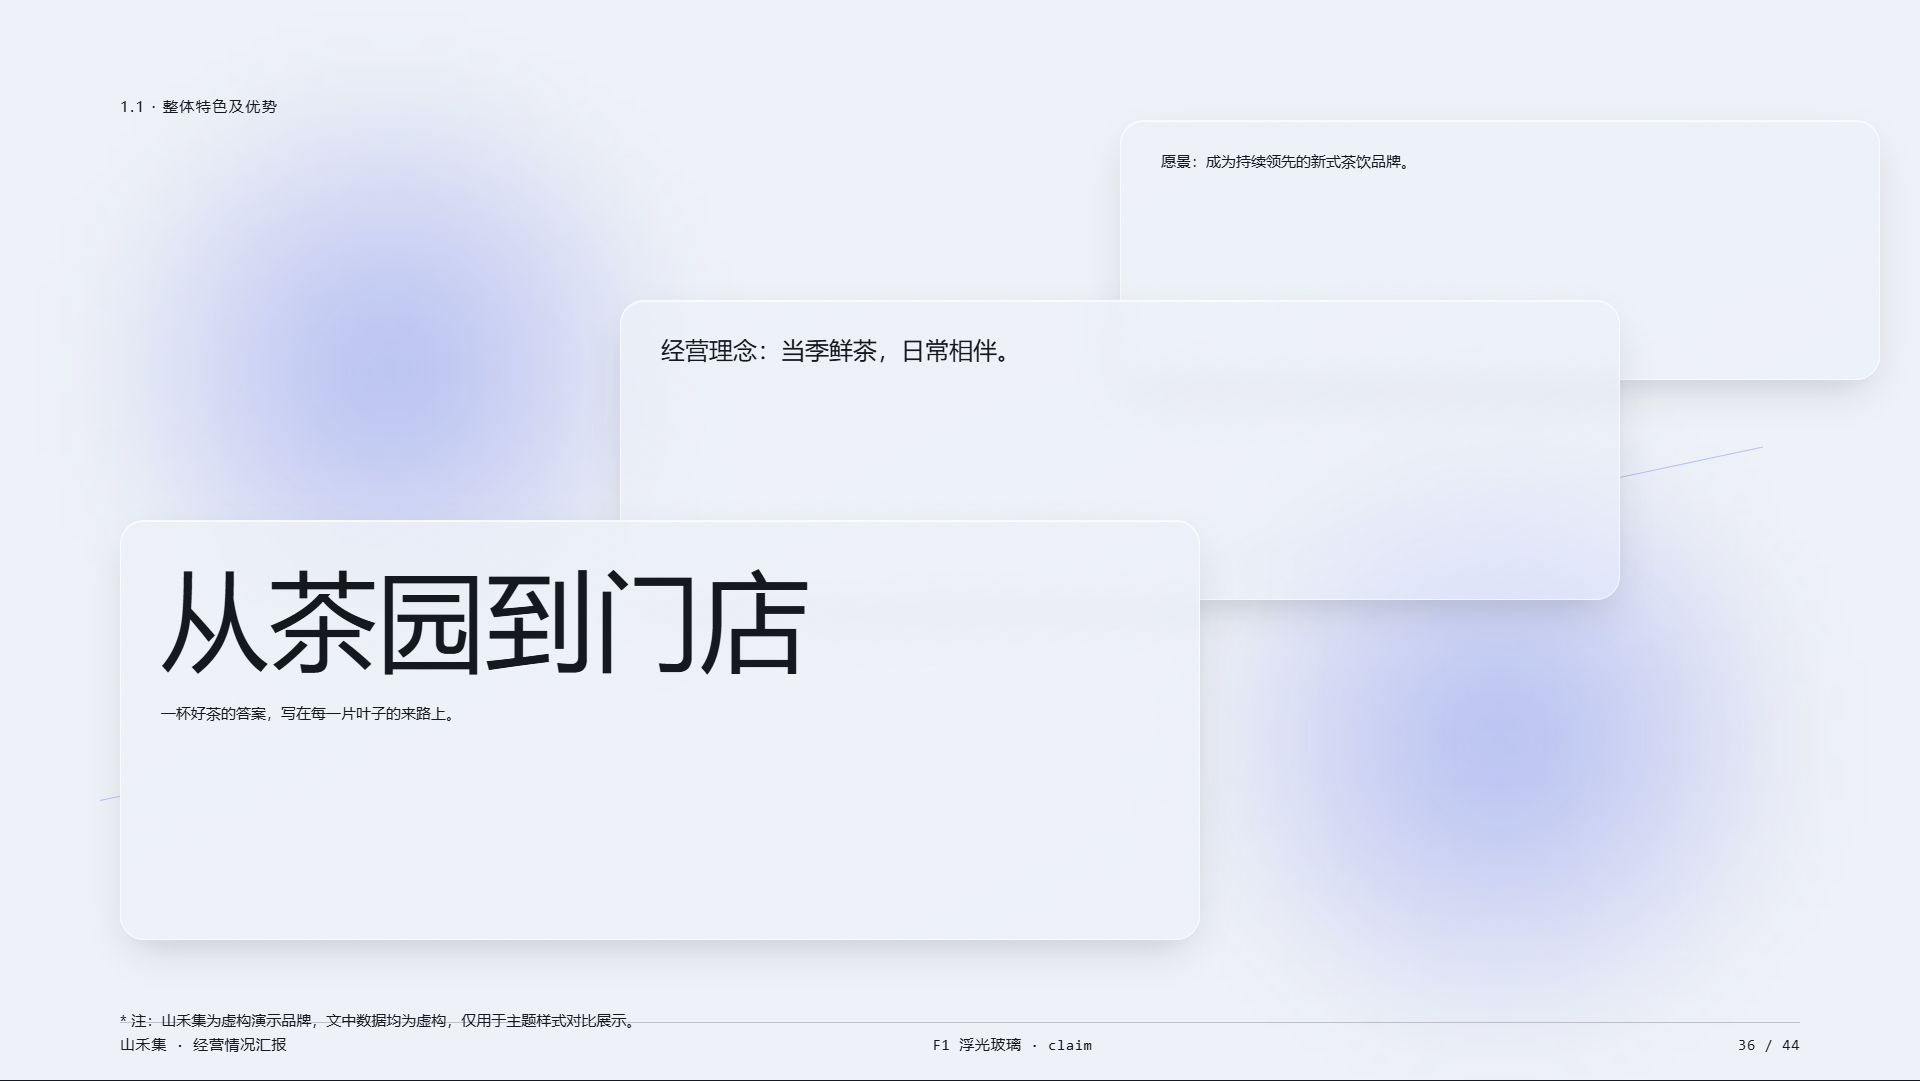 1.1 · 整体特色及优势
愿景：成为持续领先的新式茶饮品牌。
经营理念：当季鲜茶，日常相伴。
从茶园到门店
一杯好茶的答案，写在每一片叶子的来路上。
* 注：山禾集为虚构演示品牌，文中数据均为虚构，仅用于主题样式对比展示。
山禾集 · 经营情况汇报
F1 浮光玻璃 · claim
36 / 44